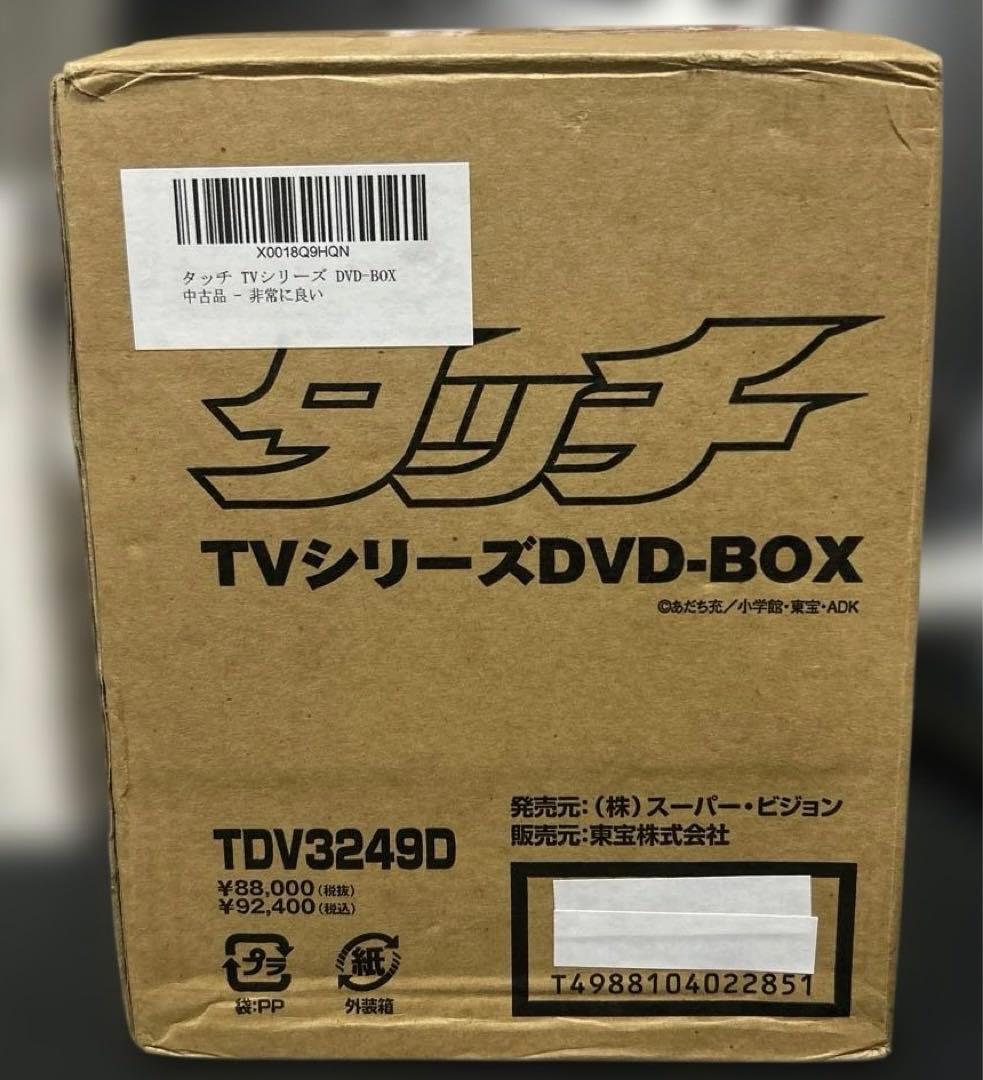 X0018Q9HQN
タッチ TVシリーズ DVD-BOX
中古品 - 非常に良い
タッチ
TVシリーズDVD-BOX
©あだち充/小学館・東宝・ADK
発売元:(株)スーパー・ビジョン
販売元:東宝株式会社
TDV3249D
¥88,000(税抜)
¥92,400(税込)
プラ
袋:PP
紙
外装箱
T4988104022851